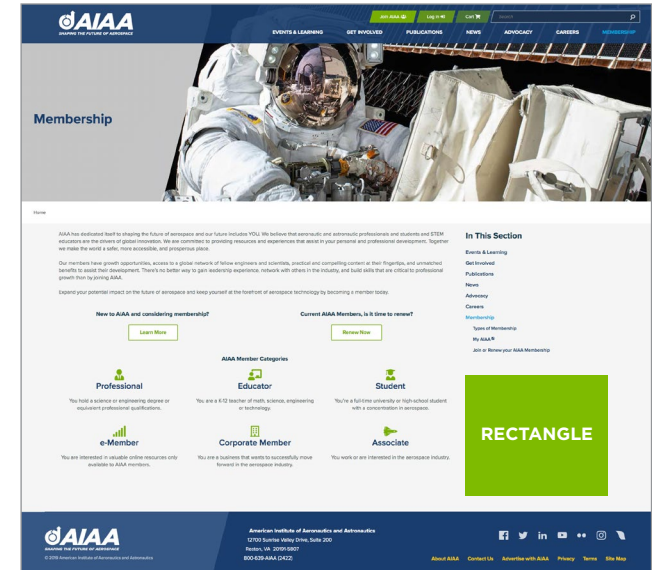 AIAA
SHAPING THE FUTURE OF AEROSPACE
Join AIAA
Log in
Cart
Search
EVENTS & LEARNING
GET INVOLVED
PUBLICATIONS
NEWS
ADVOCACY
CAREERS
MEMBERSHIP
Membership
Home
AIAA has dedicated itself to shaping the future of aerospace and our future includes YOU. We believe that aeronautic and astronautic professionals and students and STEM
educators are the drivers of global innovation. We are committed to providing resources and experiences that assist in your personal and professional development. Together
we make the world a safer, more accessible, and prosperous place.
Our members have growth opportunities, access to a global network of fellow engineers and scientists, practical and compelling content at their fingertips, and unmatched
benefits to assist their development. There's no better way to gain leadership experience, network with others in the industry, and build skills that are critical to professional
growth than by joining AIAA.
Expand your potential impact on the future of aerospace and keep yourself at the forefront of aerospace technology by becoming a member today.
New to AIAA and considering membership?
Current AIAA Members, is it time to renew?
Learn More
Renew Now
AIAA Member Categories
Professional
Educator
Student
You hold a science or engineering degree or
equivalent professional qualifications.
You are a K-12 teacher of math, science, engineering
or technology.
You're a full-time university or high-school student
with a concentration in aerospace.
e-Member
Corporate Member
Associate
You are interested in valuable online resources only
available to AIAA members.
You are a business that wants to successfully move
forward in the aerospace industry.
You work or are interested in the aerospace industry.
In This Section
Events & Learning
Get Involved
Publications
News
Advocacy
Careers
Membership
Types of Membership
My AIAA
Join or Renew your AIAA Membership
RECTANGLE
AIAA
SHAPING THE FUTURE OF AEROSPACE
© 2019 American Institute of Aeronautics and Astronautics
American Institute of Aeronautics and Astronautics
12700 Sunrise Valley Drive, Suite 200
Reston, VA 20191-5807
800-639-AIAA (2422)
About AIAA
Contact Us
Advertise with AIAA
Privacy
Terms
Site Map